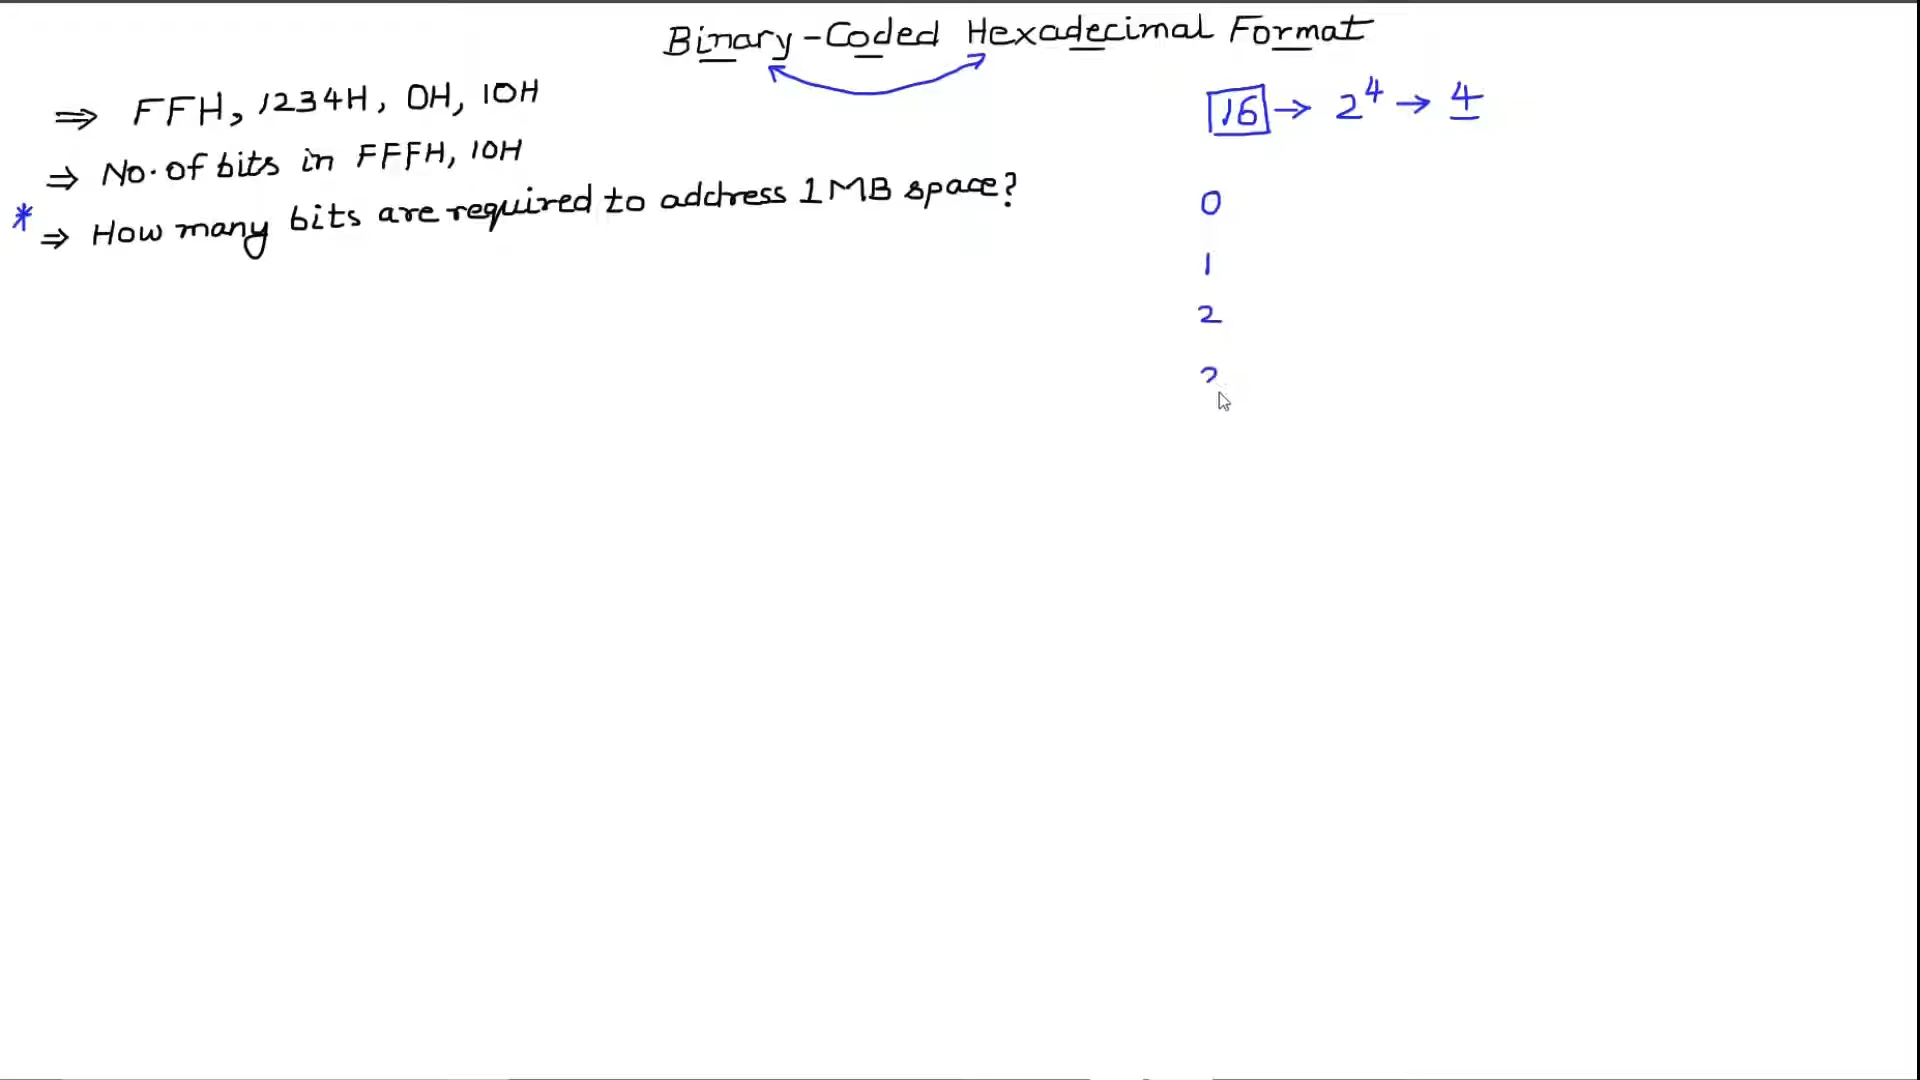 Binary-Coded Hexadecimal Format
⇒ FFH, 1234H, 0H, 10H
⇒ No. of bits in FFFH, 10H
* ⇒ How many bits are required to address 1MB space?
16 → 2⁴ → 4
0
1
2